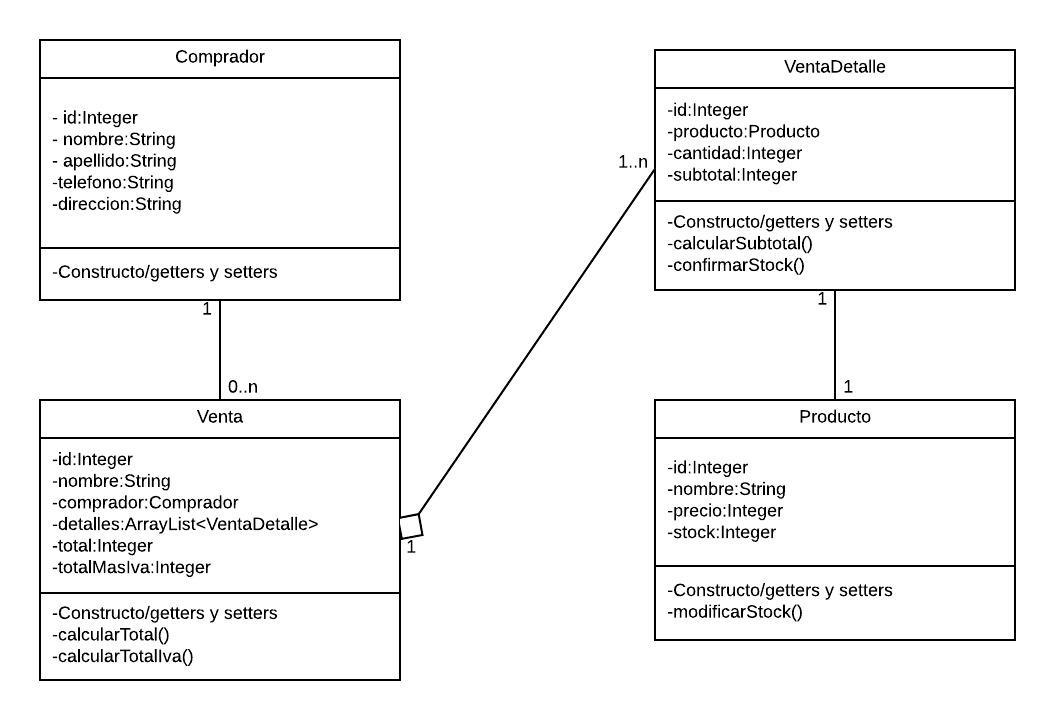 Comprador
- id:Integer
- nombre:String
- apellido:String
-telefono:String
-direccion:String
-Constructo/getters y setters
1
0..n
Venta
-id:Integer
-nombre:String
-comprador:Comprador
-detalles:ArrayList<VentaDetalle>
-total:Integer
-totalMasIva:Integer
-Constructo/getters y setters
-calcularTotal()
-calcularTotalIva()
1
1..n
VentaDetalle
-id:Integer
-producto:Producto
-cantidad:Integer
-subtotal:Integer
-Constructo/getters y setters
-calcularSubtotal()
-confirmarStock()
1
1
Producto
-id:Integer
-nombre:String
-precio:Integer
-stock:Integer
-Constructo/getters y setters
-modificarStock()